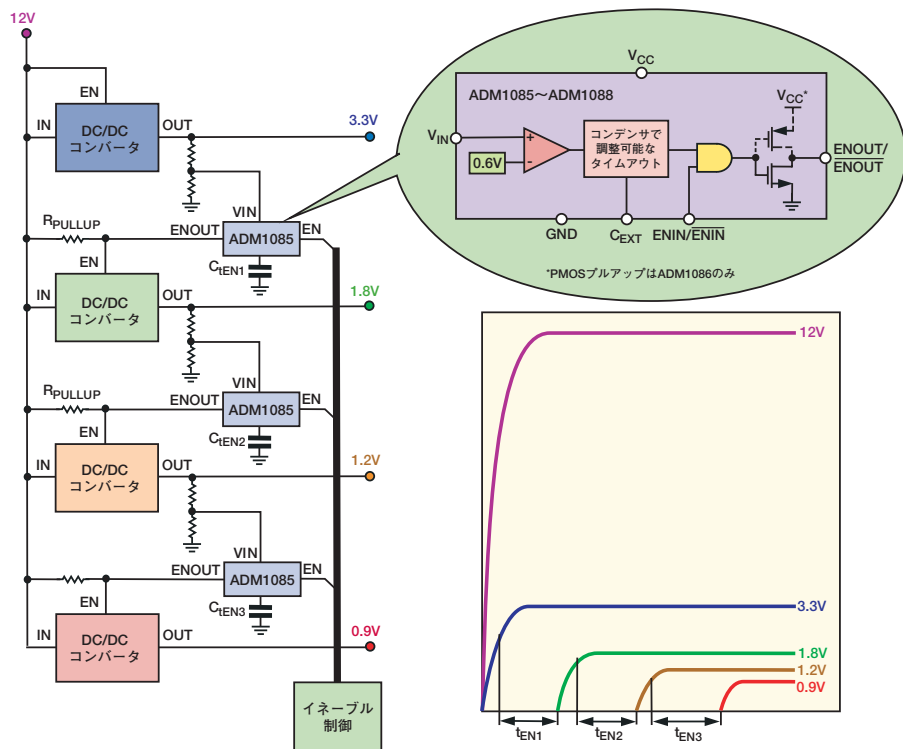 12V
EN
IN
DC/DC
コンバータ
OUT
3.3V
VIN
RPULLUP
ENOUT
ADM1085
EN
CtEN1
EN
IN
DC/DC
コンバータ
OUT
1.8V
VIN
RPULLUP
ENOUT
ADM1085
EN
CtEN2
EN
IN
DC/DC
コンバータ
OUT
1.2V
VIN
ENOUT
ADM1085
EN
CtEN3
EN
IN
DC/DC
コンバータ
OUT
0.9V
イネーブル
制御
VCC
ADM1085～ADM1088
VCC*
VIN
+
−
0.6V
コンデンサで
調整可能な
タイムアウト
ENOUT/
ENOUT
GND
CEXT
ENIN/ENIN
*PMOSプルアップはADM1086のみ
12V
3.3V
1.8V
1.2V
0.9V
tEN1
tEN2
tEN3